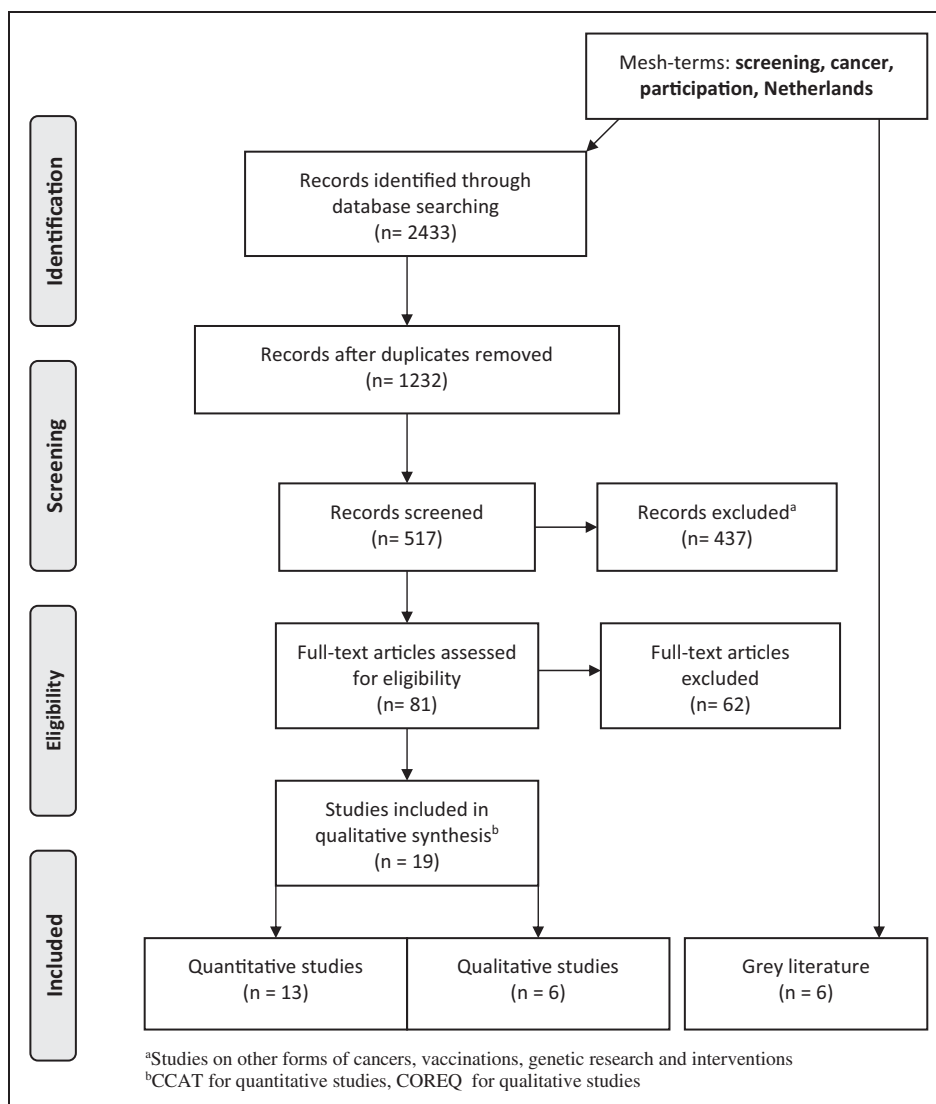 Mesh-terms: screening, cancer,
participation, Netherlands
Identification
Records identified through
database searching
(n= 2433)
Records after duplicates removed
(n= 1232)
Screening
Records screened
(n= 517)
Records excludedᵃ
(n= 437)
Eligibility
Full-text articles assessed
for eligibility
(n= 81)
Full-text articles
excluded
(n= 62)
Studies included in
qualitative synthesisᵇ
(n = 19)
Included
Quantitative studies
(n = 13)
Qualitative studies
(n = 6)
Grey literature
(n = 6)
ᵃStudies on other forms of cancers, vaccinations, genetic research and interventions
ᵇCCAT for quantitative studies, COREQ for qualitative studies